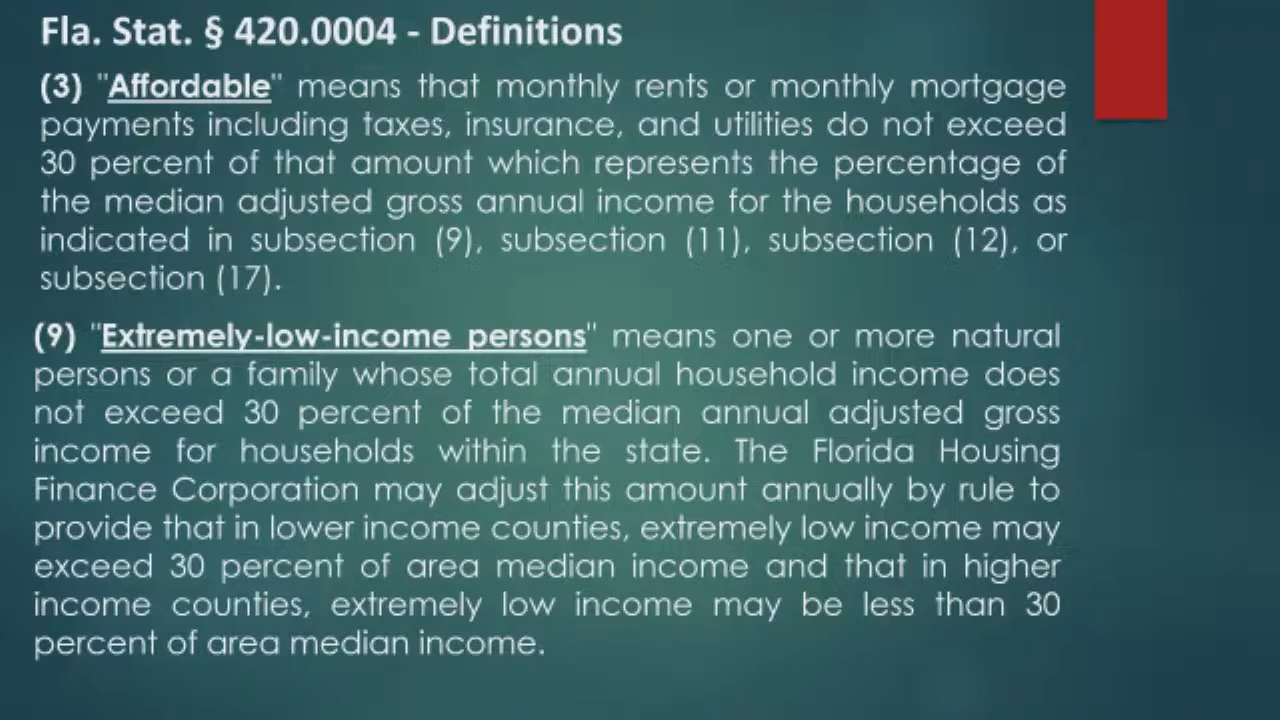 Fla. Stat. § 420.0004 - Definitions
(3) "Affordable" means that monthly rents or monthly mortgage
payments including taxes, insurance, and utilities do not exceed
30 percent of that amount which represents the percentage of
the median adjusted gross annual income for the households as
indicated in subsection (9), subsection (11), subsection (12), or
subsection (17).
(9) "Extremely-low-income persons" means one or more natural
persons or a family whose total annual household income does
not exceed 30 percent of the median annual adjusted gross
income for households within the state. The Florida Housing
Finance Corporation may adjust this amount annually by rule to
provide that in lower income counties, extremely low income may
exceed 30 percent of area median income and that in higher
income counties, extremely low income may be less than 30
percent of area median income.